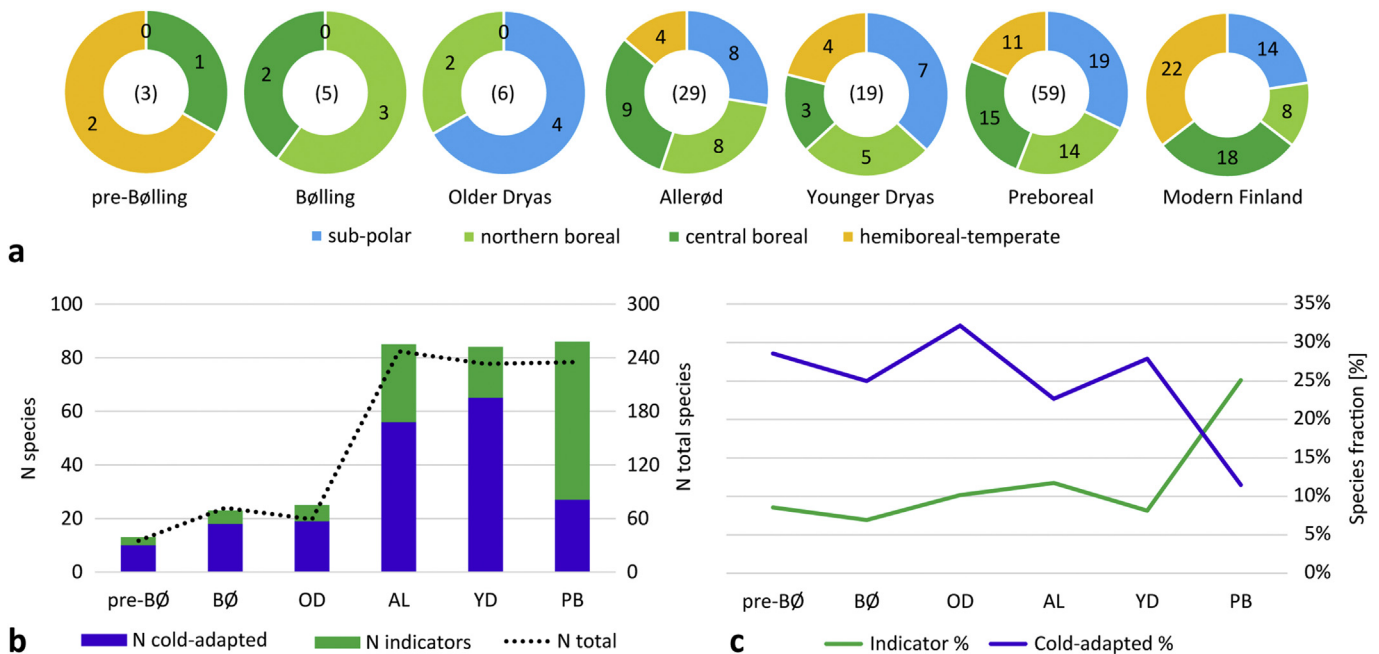 0 1 2 (3)
0 2 3 (5)
0 2 4 (6)
4 8 9 8 (29)
4 7 3 5 (19)
11 19 15 14 (59)
14 22 8 18
pre-Bølling Bølling Older Dryas Allerød Younger Dryas Preboreal Modern Finland
sub-polar northern boreal central boreal hemiboreal-temperate
a
100 300
80 240
60 180
40 120
20 60
0 0
N species
N total species
pre-BØ BØ OD AL YD PB
N cold-adapted N indicators N total
b
35%
30%
25%
20%
15%
10%
5%
0%
Species fraction [%]
pre-BØ BØ OD AL YD PB
Indicator % Cold-adapted %
c